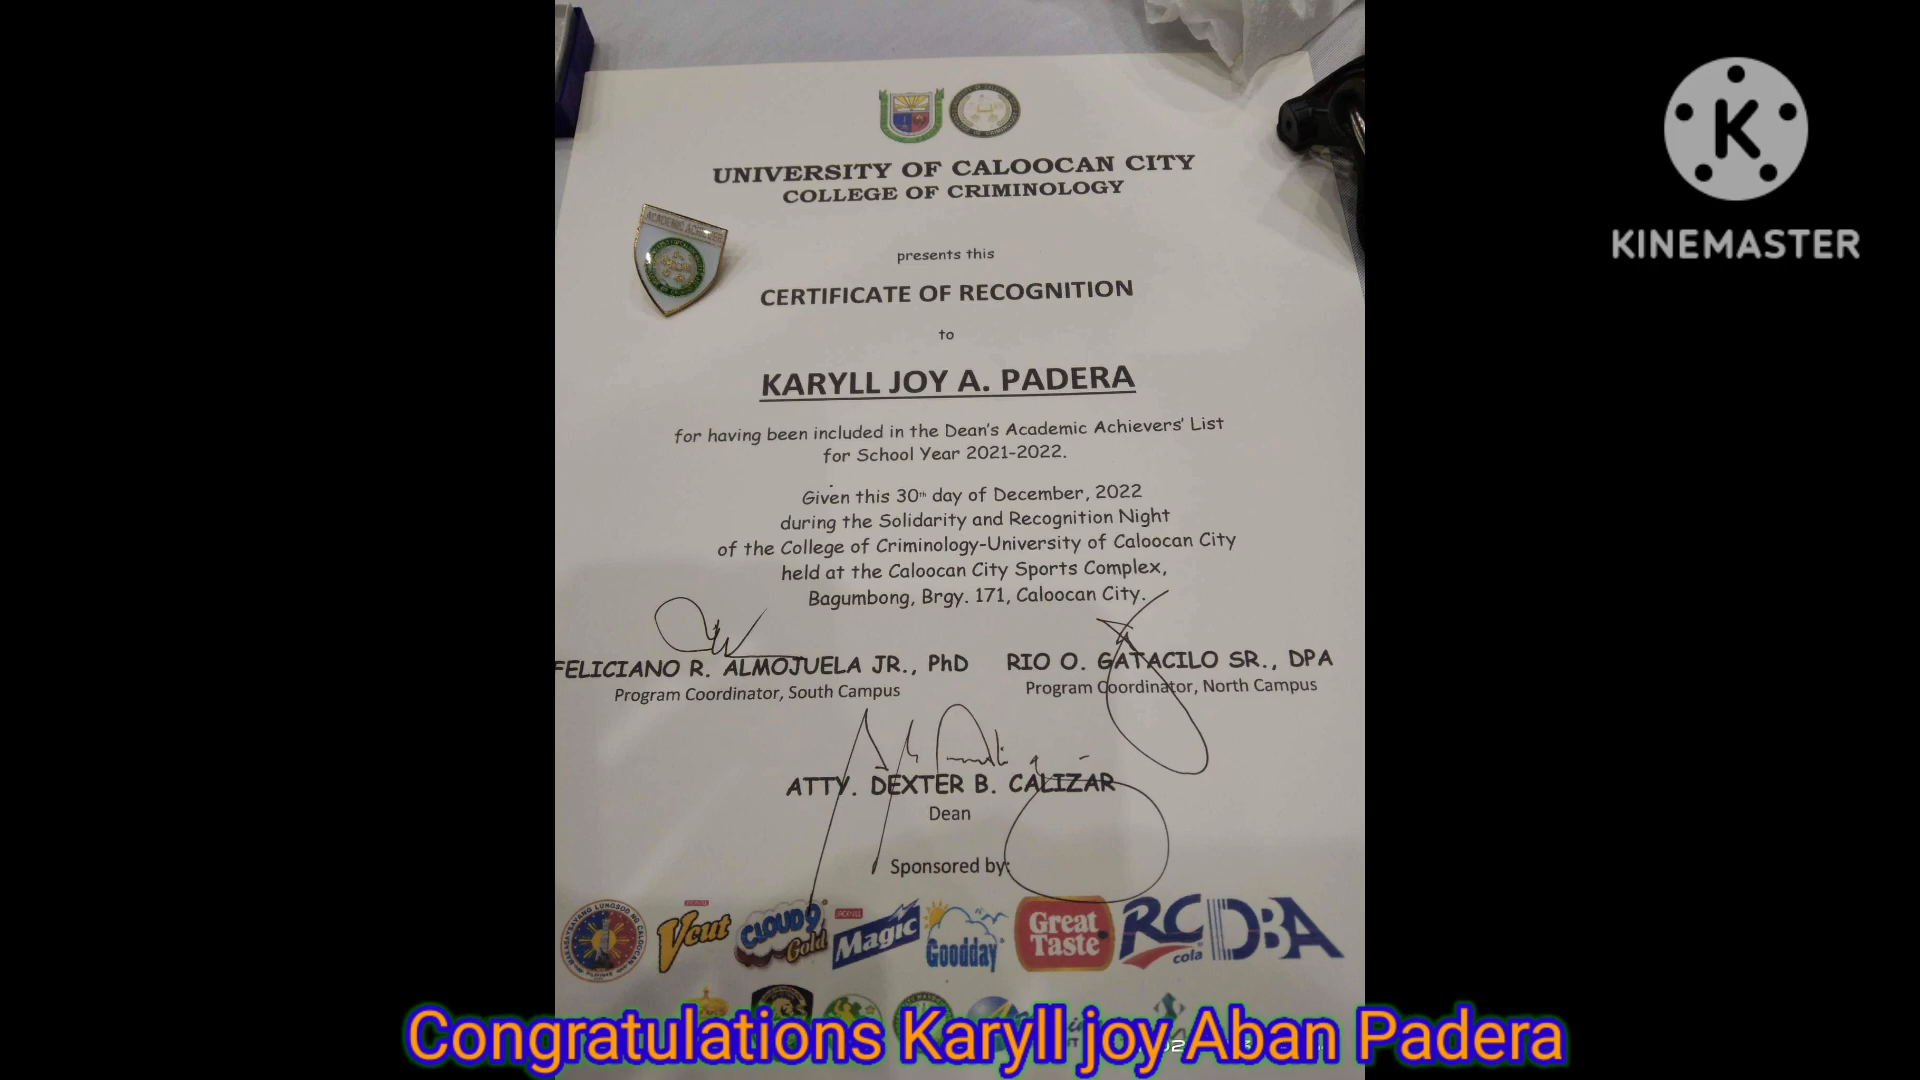 UNIVERSITY OF CALOOCAN CITY
COLLEGE OF CRIMINOLOGY
ACADEMIC ACHIEVER
presents this
CERTIFICATE OF RECOGNITION
to
KARYLL JOY A. PADERA
for having been included in the Dean's Academic Achievers' List
for School Year 2021-2022.
Given this 30th day of December, 2022
during the Solidarity and Recognition Night
of the College of Criminology-University of Caloocan City
held at the Caloocan City Sports Complex,
Bagumbong, Brgy. 171, Caloocan City.
FELICIANO R. ALMOJUELA JR., PhD
Program Coordinator, South Campus
RIO O. GATACILO SR., DPA
Program Coordinator, North Campus
ATTY. DEXTER B. CALIZAR
Dean
Sponsored by:
Vcut
CLOUD 9 Gold
Magic
Goodday
Great Taste
RC cola
DBA
Congratulations Karyll joy Aban Padera
KINEMASTER